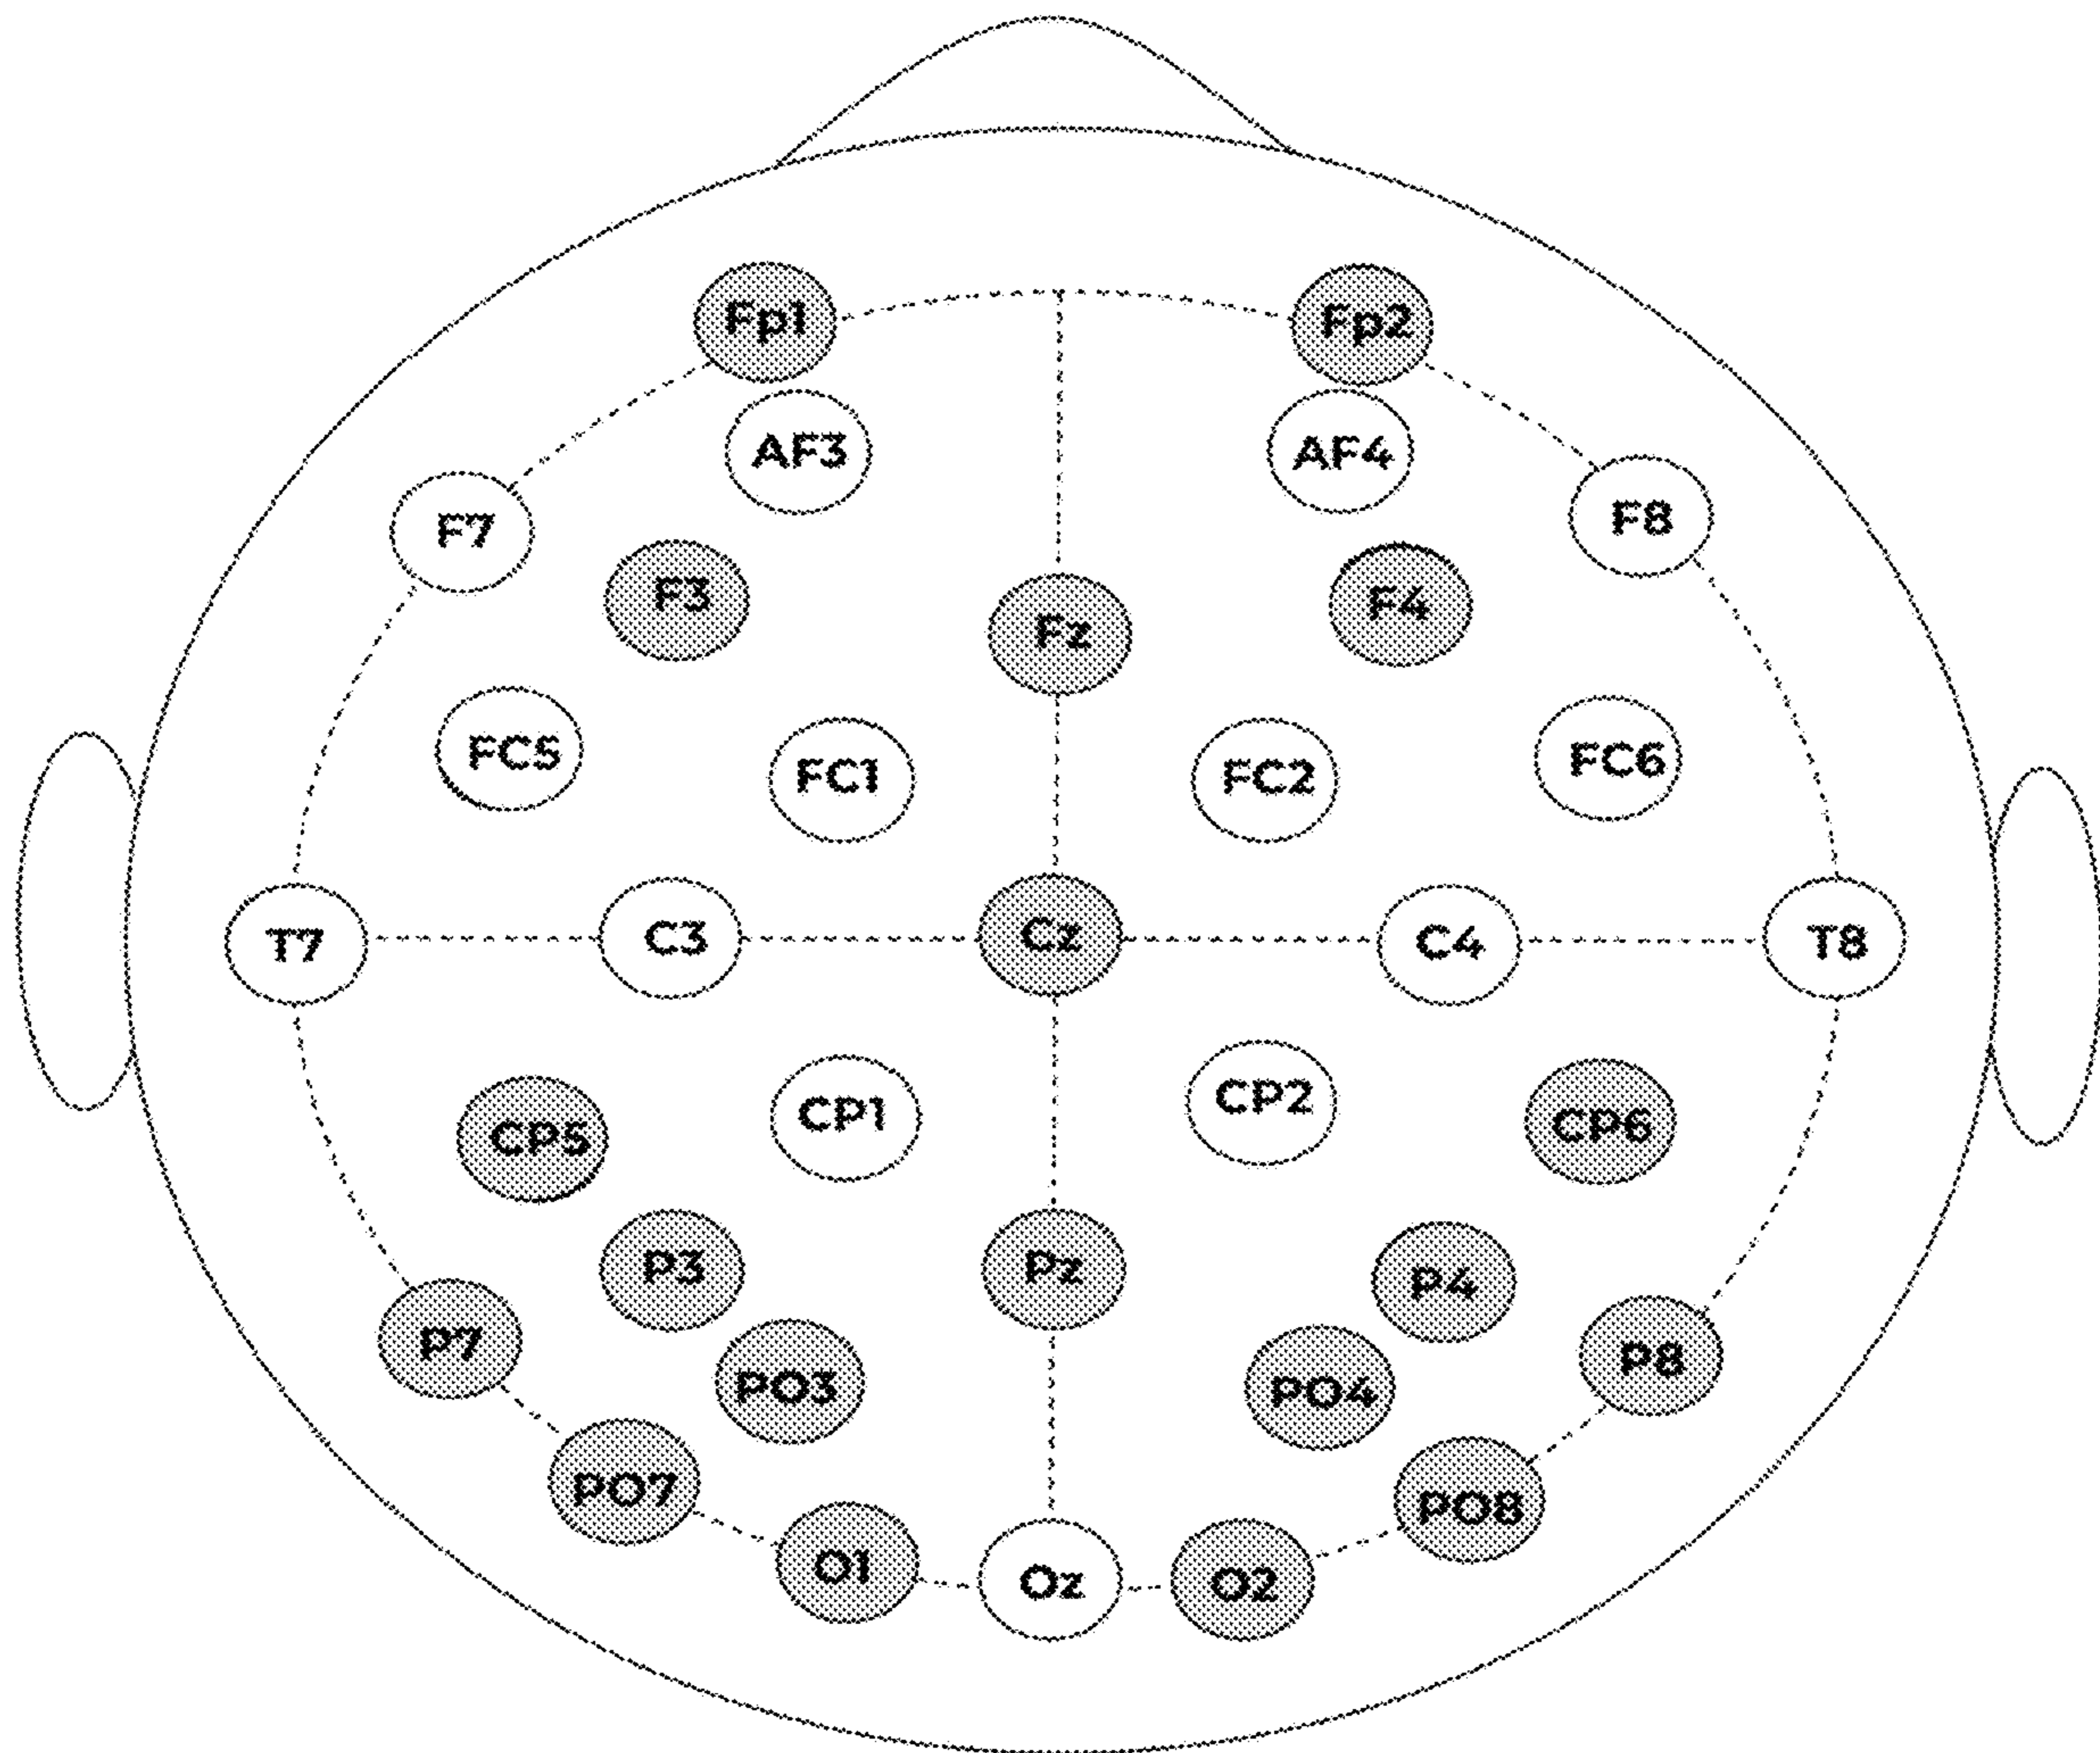 Fp1 Fp2
AF3 AF4
F7 F8
F3 Fz F4
FC5 FC1 FC2 FC6
T7 C3 Cz C4 T8
CP5 CP1 CP2 CP6
P3 Pz P4
P7 P8
PO3 PO4
PO7 PO8
O1 Oz O2